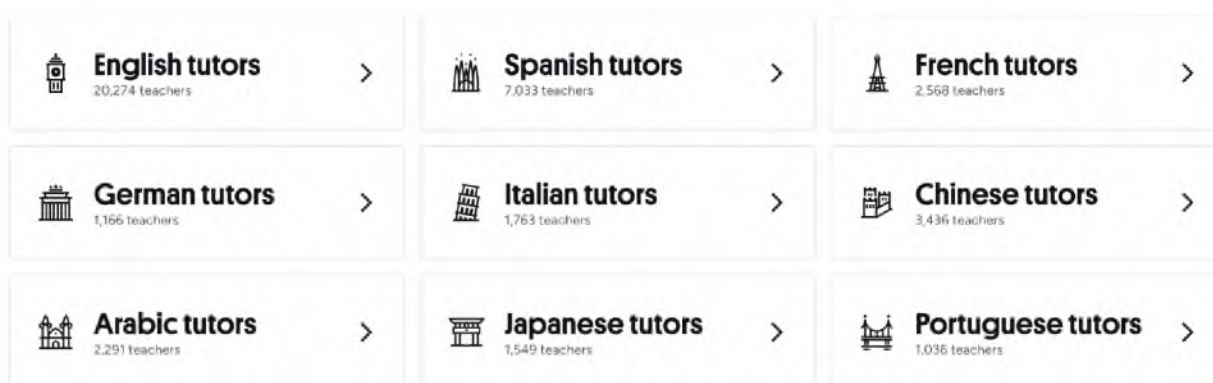 English tutors
20,274 teachers
Spanish tutors
7,033 teachers
French tutors
2,568 teachers
German tutors
1,166 teachers
Italian tutors
1,763 teachers
Chinese tutors
3,436 teachers
Arabic tutors
2,291 teachers
Japanese tutors
1,549 teachers
Portuguese tutors
1,036 teachers